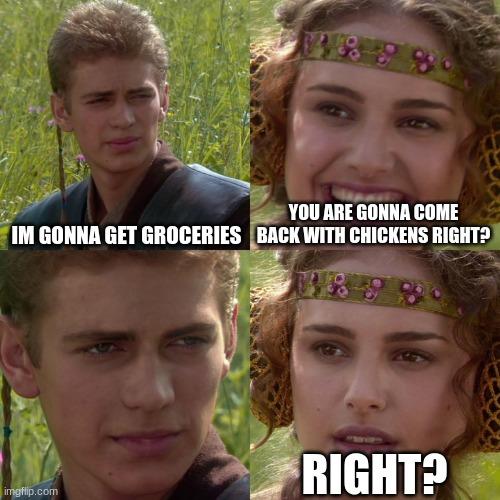 IM GONNA GET GROCERIES
YOU ARE GONNA COME
BACK WITH CHICKENS RIGHT?
RIGHT?
imgflip.com